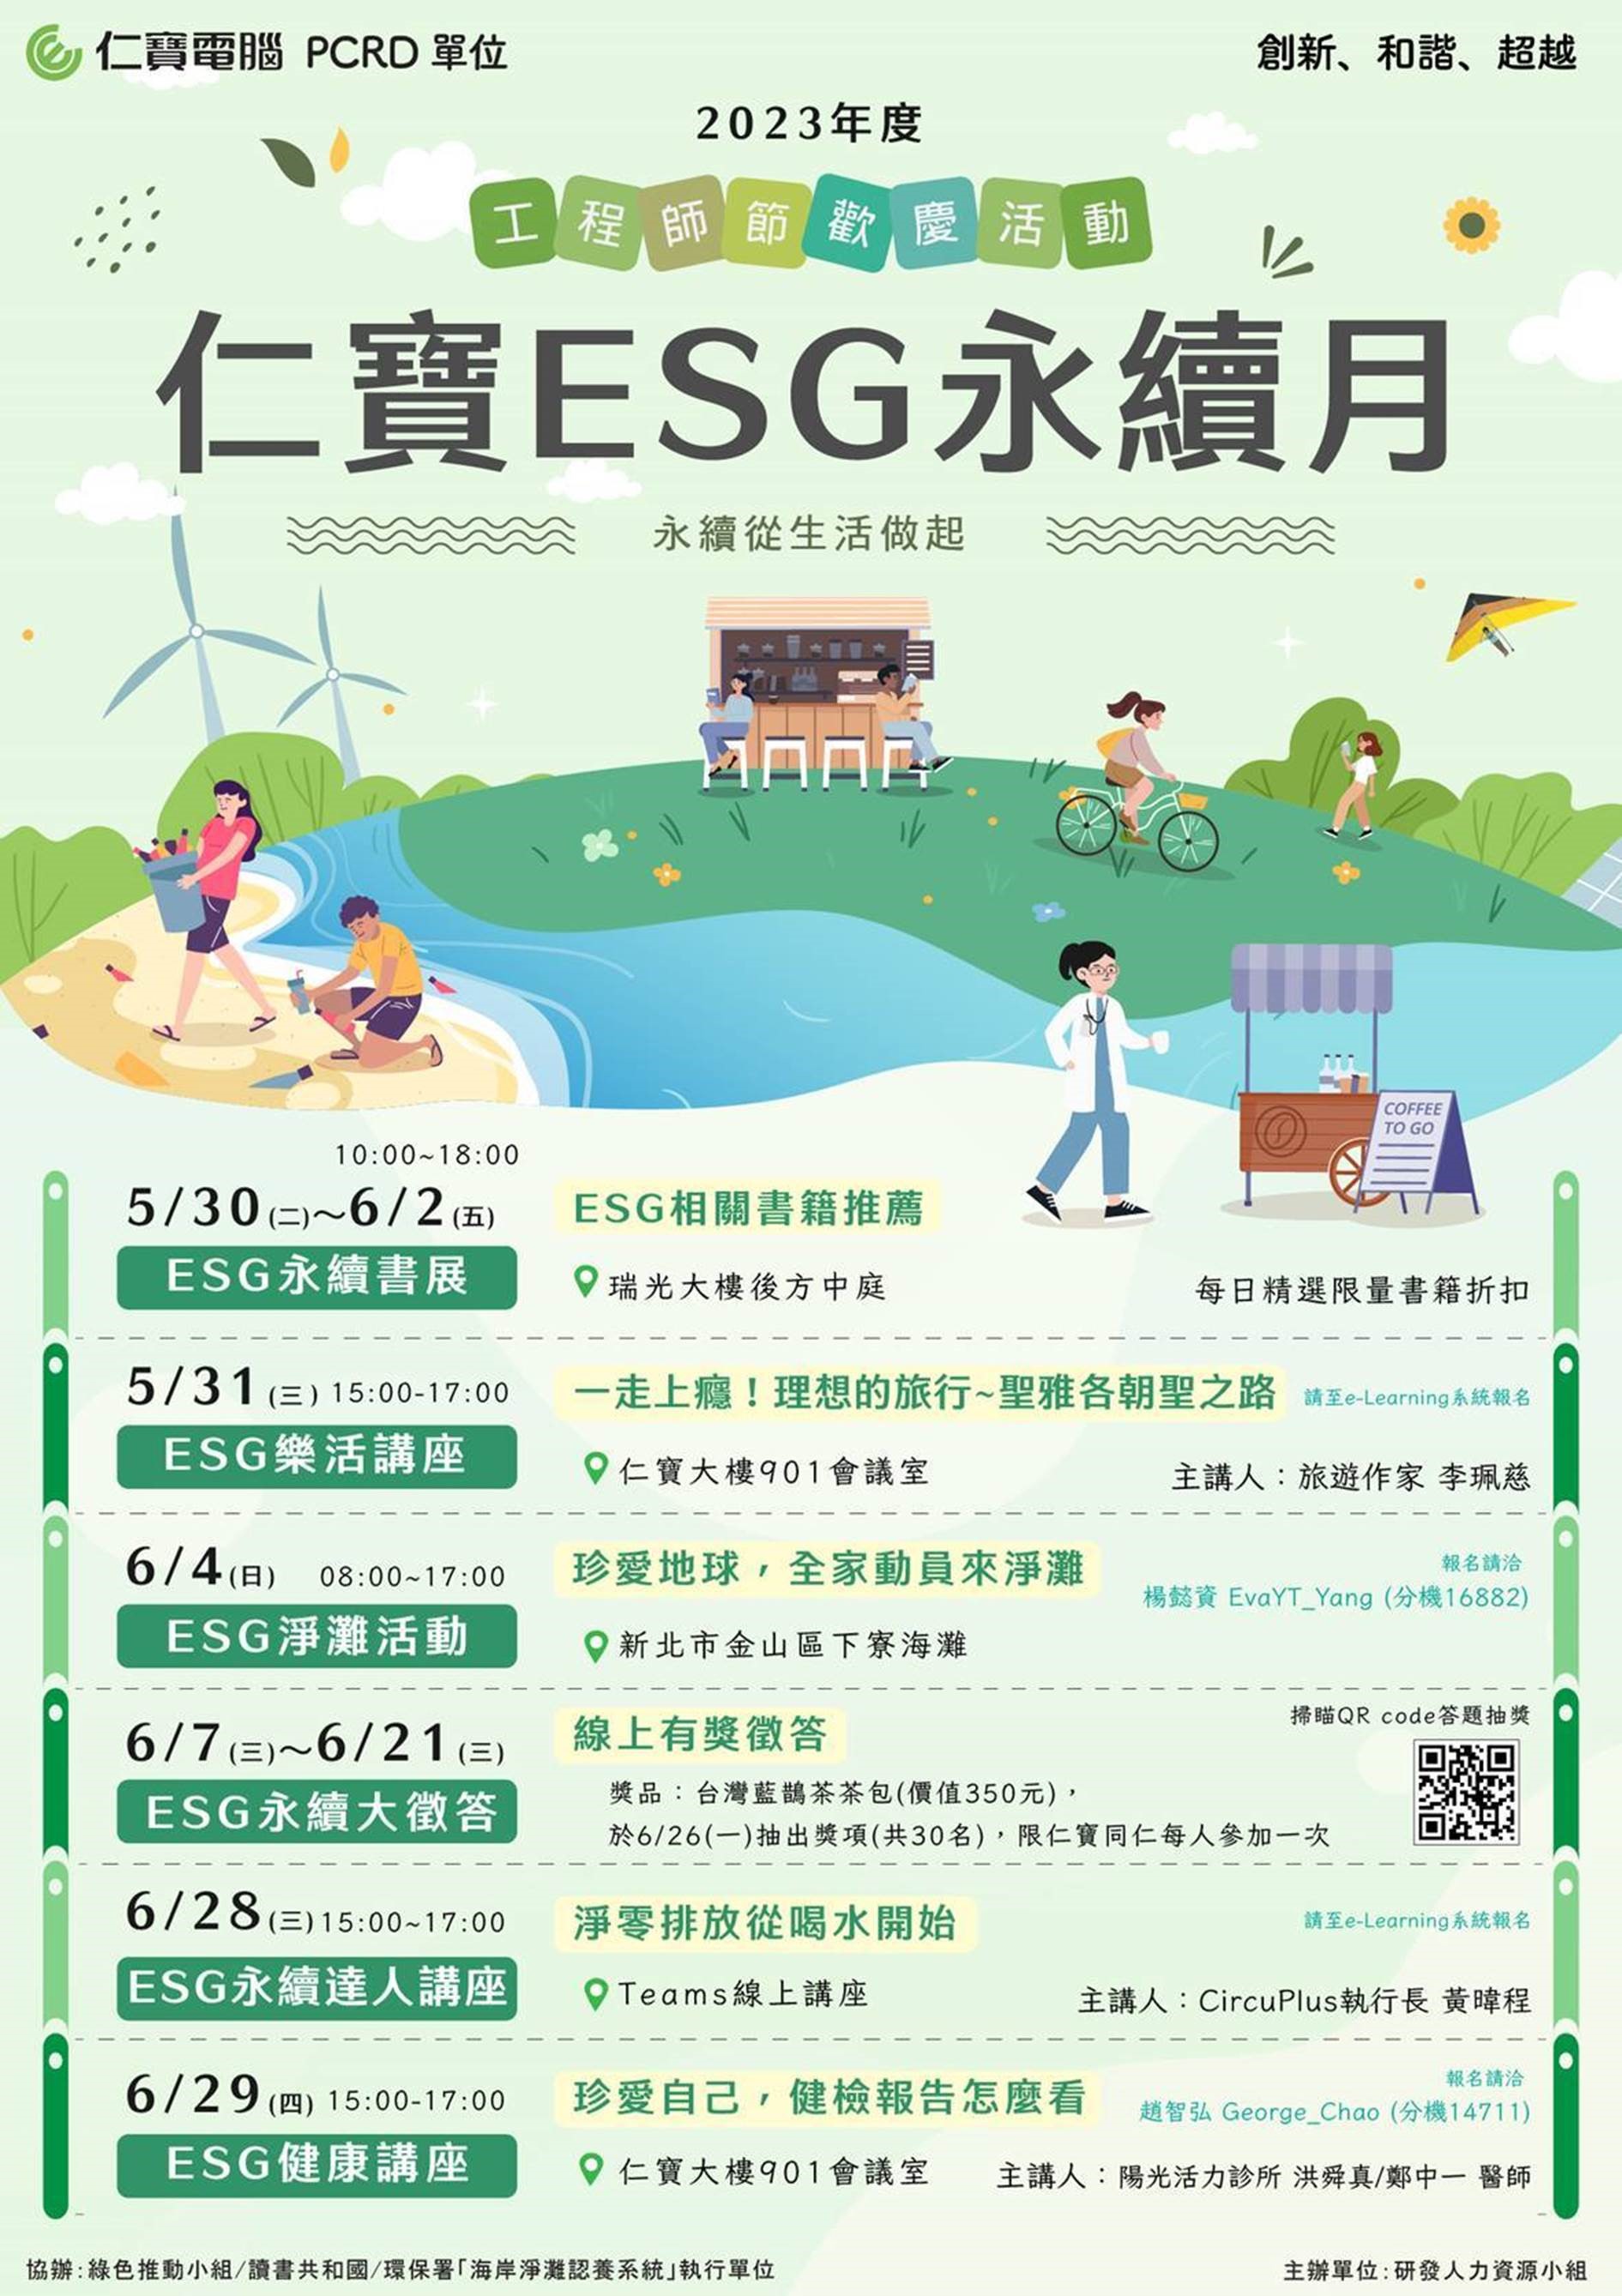 仁寶電腦 PCRD 單位
創新、和諧、超越
2023年度
工程師節歡慶活動
仁寶ESG永續月
永續從生活做起
COFFEE
TO GO
10:00~18:00
5/30(二)~6/2(五)
ESG相關書籍推薦
ESG永續書展
瑞光大樓後方中庭
每日精選限量書籍折扣
5/31(三) 15:00-17:00
一走上癮！理想的旅行~聖雅各朝聖之路
請至e-Learning系統報名
ESG樂活講座
仁寶大樓901會議室
主講人：旅遊作家 李珮慈
6/4(日) 08:00~17:00
珍愛地球，全家動員來淨灘
報名請洽
楊懿資 EvaYT_Yang (分機16882)
ESG淨灘活動
新北市金山區下寮海灘
6/7(三)~6/21(三)
線上有獎徵答
掃瞄QR code答題抽獎
ESG永續大徵答
獎品：台灣藍鵲茶茶包(價值350元)，
於6/26(一)抽出獎項(共30名)，限仁寶同仁每人參加一次
6/28(三)15:00~17:00
淨零排放從喝水開始
請至e-Learning系統報名
ESG永續達人講座
Teams線上講座
主講人：CircuPlus執行長 黃暐程
6/29(四) 15:00-17:00
珍愛自己，健檢報告怎麼看
報名請洽
趙智弘 George_Chao (分機14711)
ESG健康講座
仁寶大樓901會議室
主講人：陽光活力診所 洪舜真/鄭中一 醫師
協辦:綠色推動小組/讀書共和國/環保署「海岸淨灘認養系統」執行單位
主辦單位:研發人力資源小組